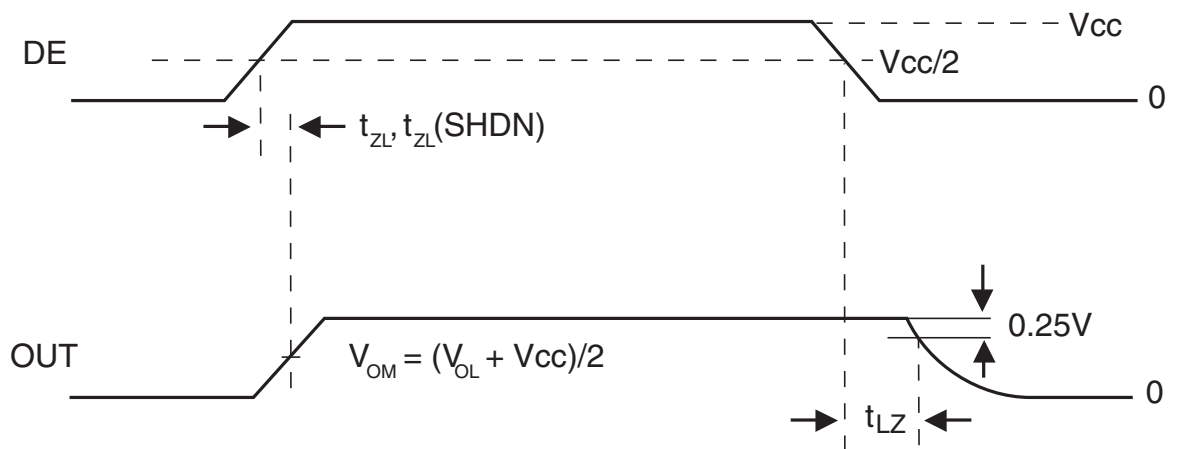 Vcc
DE
Vcc/2
0
tZL, tZL(SHDN)
0.25V
OUT
VOM = (VOL + Vcc)/2
0
tLZ